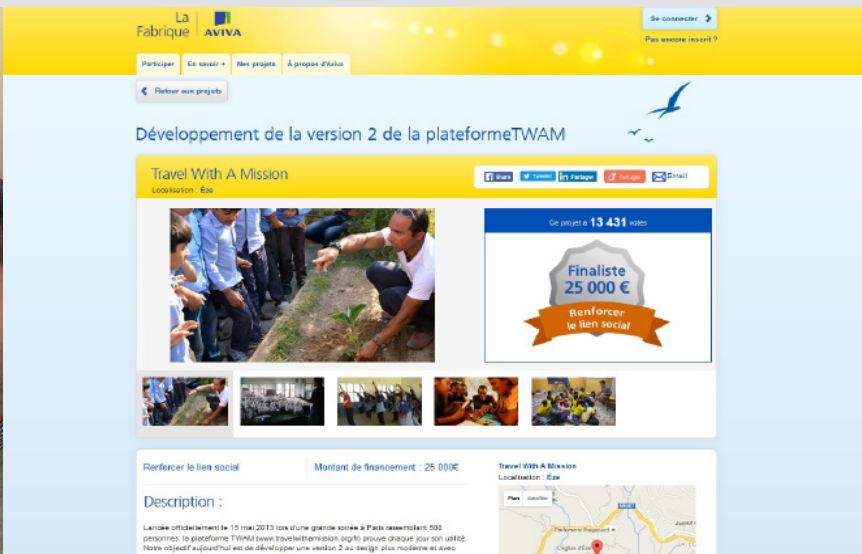 La
Fabrique AVIVA
Se connecter
Pas encore inscrit ?
Participer En savoir + Nos projets À propos d'Aviva
Retour aux projets
Développement de la version 2 de la plateformeTWAM
Travel With A Mission
Localisation : Èze
Share Tweeter in Partager Partager Email
Ce projet a 13 431 votes
Finaliste
25 000 €
Renforcer
le lien social
Renforcer le lien social Montant de financement : 25 000€
Travel With A Mission
Localisation : Èze
Plan Satellite
Description :
Lancée officiellement le 15 mai 2013 lors d'une grande soirée à Paris rassemblant 500
personnes, la plateforme TWAM (www.travelwithamission.org/fr) prouve chaque jour son utilité.
Notre objectif aujourd'hui est de développer une version 2 au design plus moderne et avec